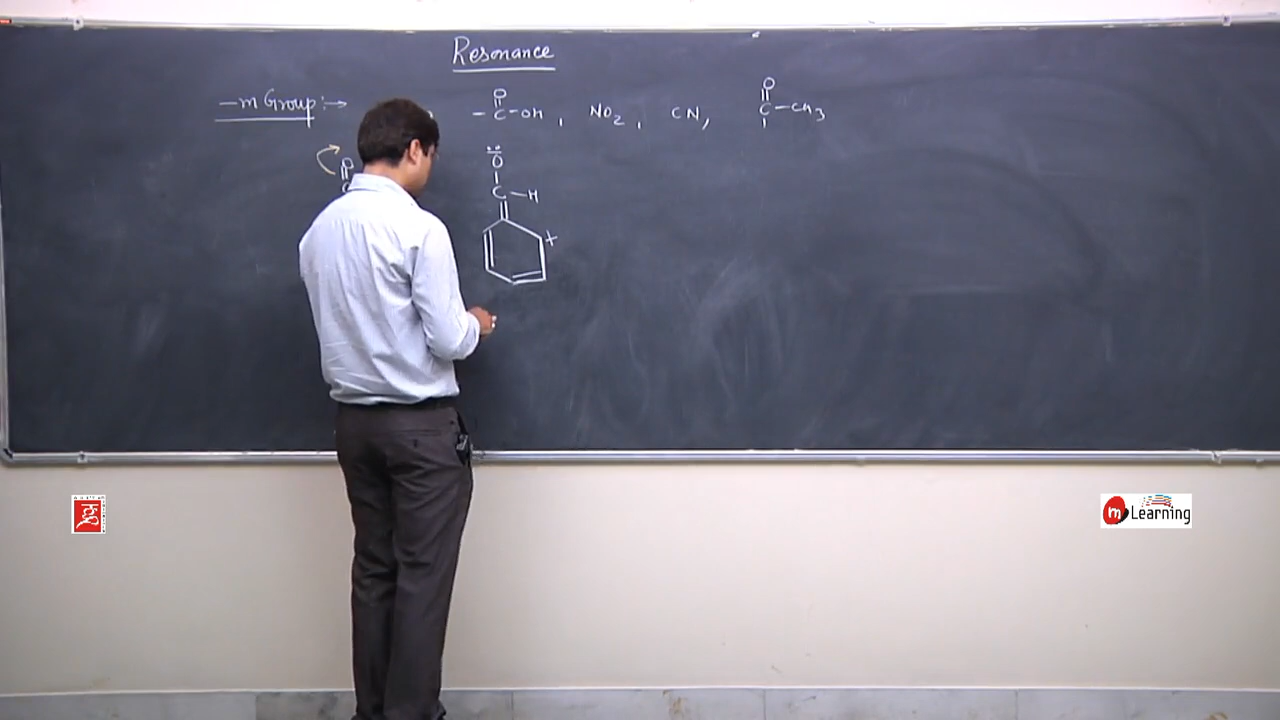 Resonance
-m Group:→ -C-OH, NO2, CN, C-CH3
O O
O
O
C-H
+
m Learning